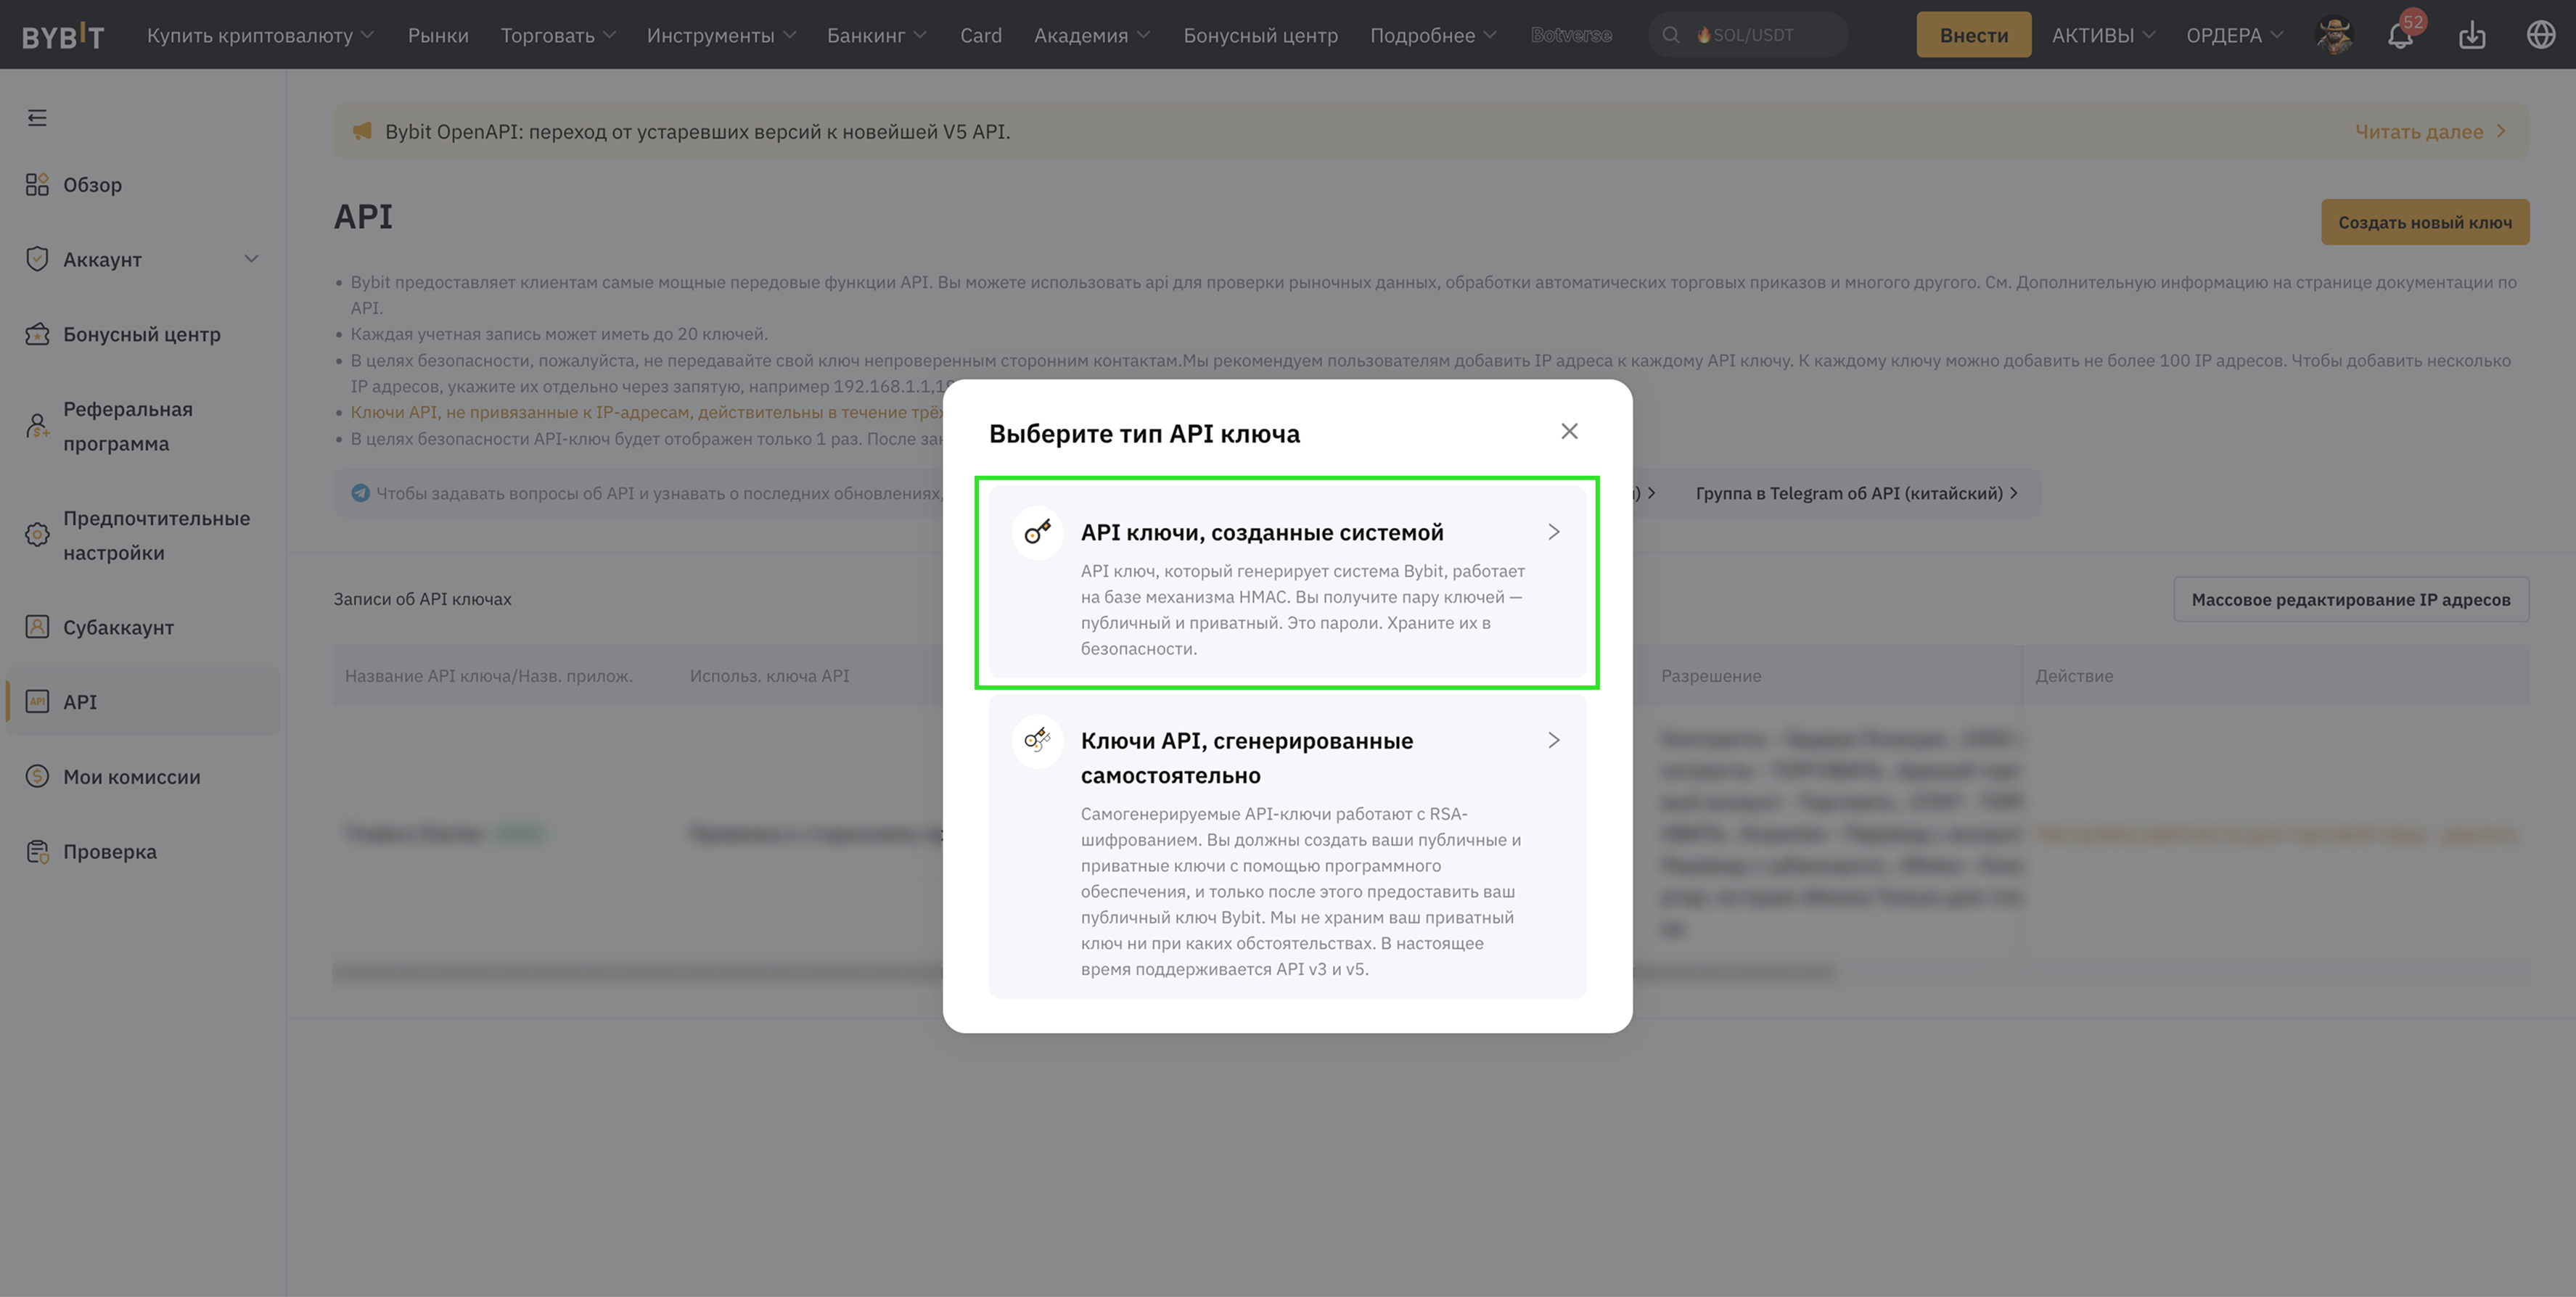 BYBIT Купить криптовалюту Рынки Торговать Инструменты Банкинг Card Академия Бонусный центр Подробнее Botverse SOL/USDT Внести АКТИВЫ ОРДЕРА 52
Bybit OpenAPI: переход от устаревших версий к новейшей V5 API. Читать далее
Обзор
Аккаунт
Бонусный центр
Реферальная
программа
Предпочтительные
настройки
Субаккаунт
API
Мои комиссии
Проверка
API
Создать новый ключ
• Bybit предоставляет клиентам самые мощные передовые функции API. Вы можете использовать api для проверки рыночных данных, обработки автоматических торговых приказов и многого другого. См. Дополнительную информацию на странице документации по
API.
• Каждая учетная запись может иметь до 20 ключей.
• В целях безопасности, пожалуйста, не передавайте свой ключ непроверенным сторонним контактам.Мы рекомендуем пользователям добавить IP адреса к каждому API ключу. К каждому ключу можно добавить не более 100 IP адресов. Чтобы добавить несколько
IP адресов, укажите их отдельно через запятую, например 192.168.1.1,
• Ключи API, не привязанные к IP-адресам, действительны в течение трёх
• В целях безопасности API-ключ будет отображен только 1 раз. После
Чтобы задавать вопросы об API и узнавать о последних обновлениях,
Группа в Telegram об API (китайский)
Записи об API ключах
Массовое редактирование IP адресов
Название API ключа/Назв. прилож. Использ. ключа API Разрешение Действие
Выберите тип API ключа
API ключи, созданные системой
API ключ, который генерирует система Bybit, работает
на базе механизма HMAC. Вы получите пару ключей —
публичный и приватный. Это пароли. Храните их в
безопасности.
Ключи API, сгенерированные
самостоятельно
Самогенерируемые API-ключи работают с RSA-
шифрованием. Вы должны создать ваши публичные и
приватные ключи с помощью программного
обеспечения, и только после этого предоставить ваш
публичный ключ Bybit. Мы не храним ваш приватный
ключ ни при каких обстоятельствах. В настоящее
время поддерживается API v3 и v5.